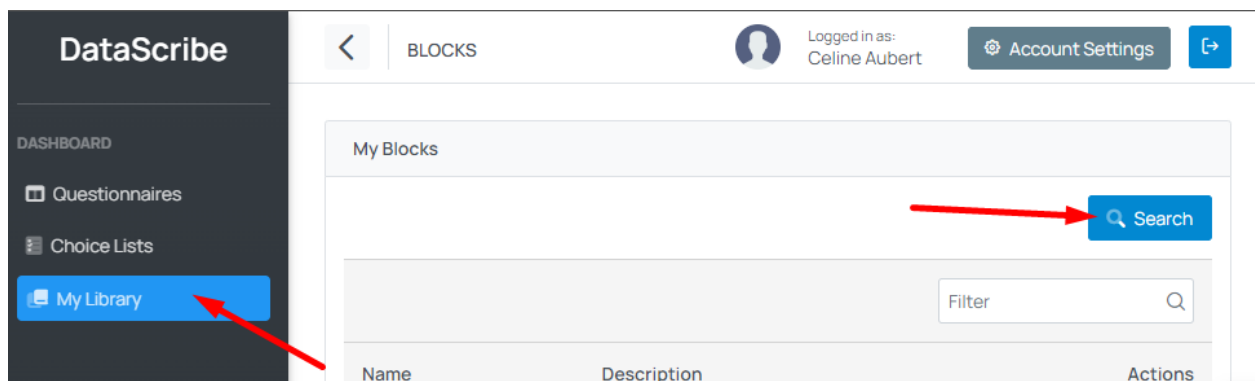 DataScribe
BLOCKS
Logged in as:
Celine Aubert
Account Settings
DASHBOARD
Questionnaires
Choice Lists
My Library
My Blocks
Search
Filter
Name Description Actions